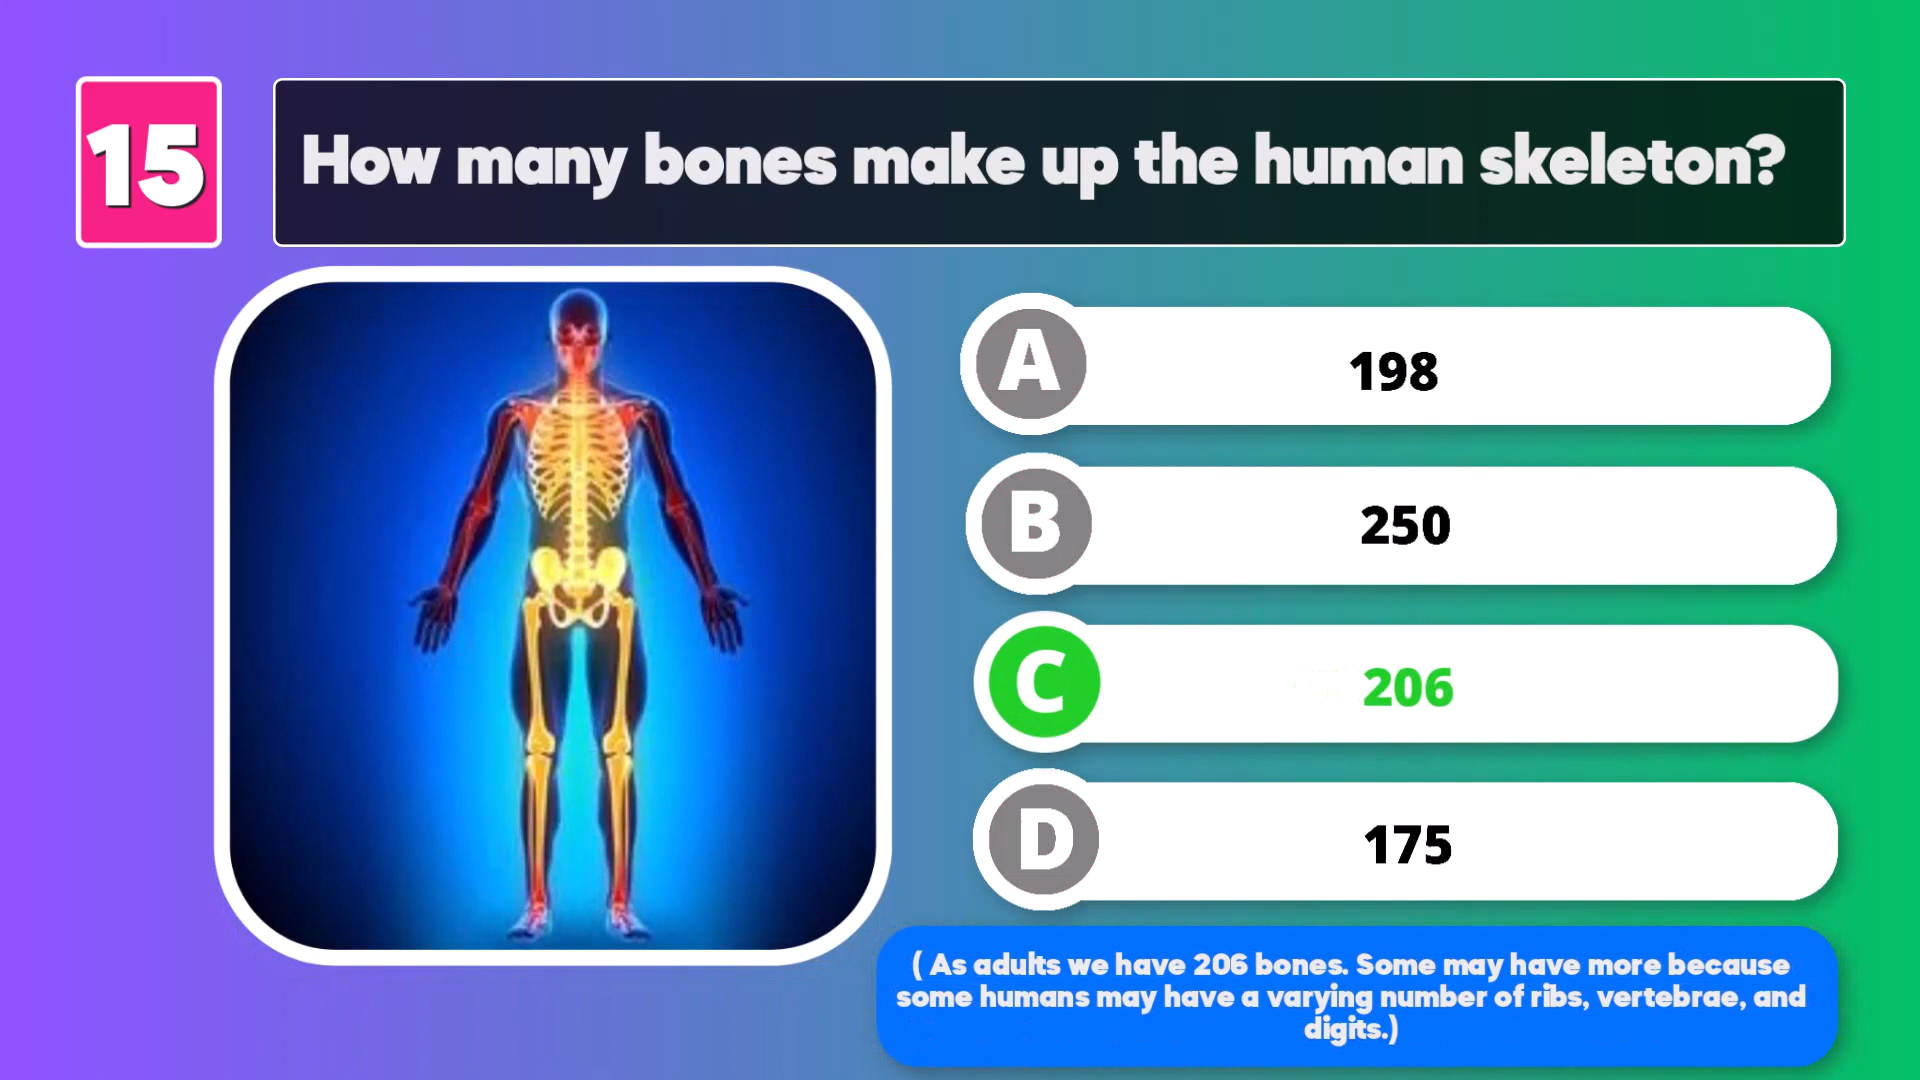 15
How many bones make up the human skeleton?
A
198
B
250
C
206
D
175
( As adults we have 206 bones. Some may have more because
some humans may have a varying number of ribs, vertebrae, and
digits.)